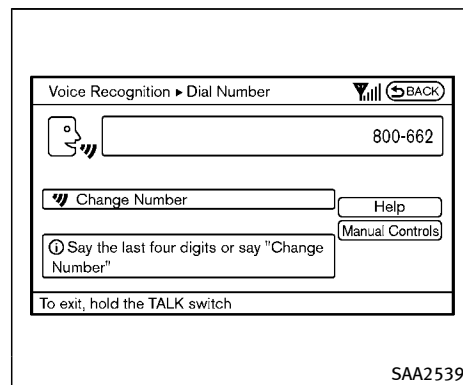 Voice Recognition ▸ Dial Number
BACK
800-662
Change Number
Help
Manual Controls
Say the last four digits or say "Change
Number"
To exit, hold the TALK switch
SAA2539